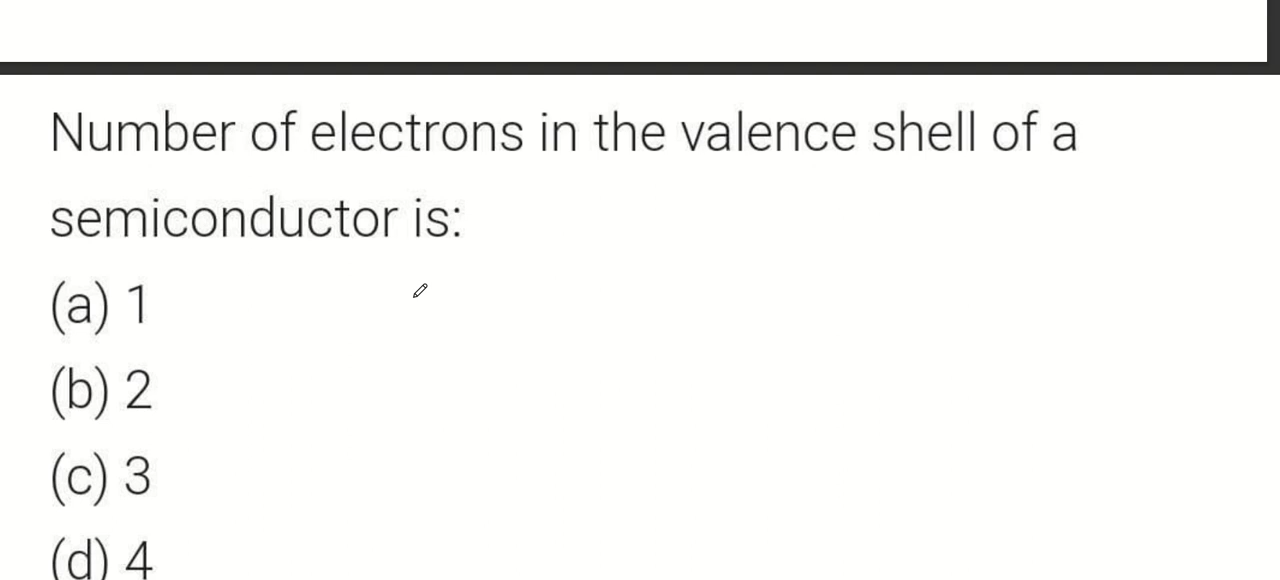 Number of electrons in the valence shell of a
semiconductor is:
(a) 1
(b) 2
(c) 3
(d) 4